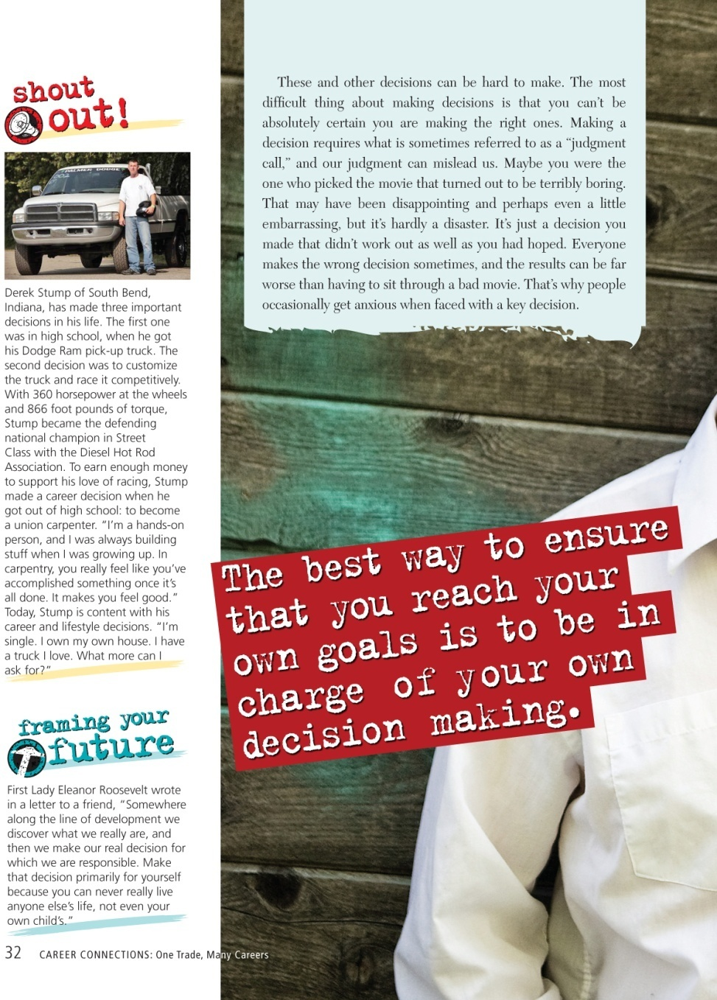 shout
out!
PALMER DODGE
Derek Stump of South Bend,
Indiana, has made three important
decisions in his life. The first one
was in high school, when he got
his Dodge Ram pick-up truck. The
second decision was to customize
the truck and race it competitively.
With 360 horsepower at the wheels
and 866 foot pounds of torque,
Stump became the defending
national champion in Street
Class with the Diesel Hot Rod
Association. To earn enough money
to support his love of racing, Stump
made a career decision when he
got out of high school: to become
a union carpenter. “I’m a hands-on
person, and I was always building
stuff when I was growing up. In
carpentry, you really feel like you’ve
accomplished something once it’s
all done. It makes you feel good.”
Today, Stump is content with his
career and lifestyle decisions. “I’m
single. I own my own house. I have
a truck I love. What more can I
ask for?”
framing your
future
First Lady Eleanor Roosevelt wrote
in a letter to a friend, “Somewhere
along the line of development we
discover what we really are, and
then we make our real decision for
which we are responsible. Make
that decision primarily for yourself
because you can never really live
anyone else’s life, not even your
own child’s.”
These and other decisions can be hard to make. The most
difficult thing about making decisions is that you can’t be
absolutely certain you are making the right ones. Making a
decision requires what is sometimes referred to as a “judgment
call,” and our judgment can mislead us. Maybe you were the
one who picked the movie that turned out to be terribly boring.
That may have been disappointing and perhaps even a little
embarrassing, but it’s hardly a disaster. It’s just a decision you
made that didn’t work out as well as you had hoped. Everyone
makes the wrong decision sometimes, and the results can be far
worse than having to sit through a bad movie. That’s why people
occasionally get anxious when faced with a key decision.
The best way to ensure
that you reach your
own goals is to be in
charge of your own
decision making.
32 CAREER CONNECTIONS: One Trade, Many Careers